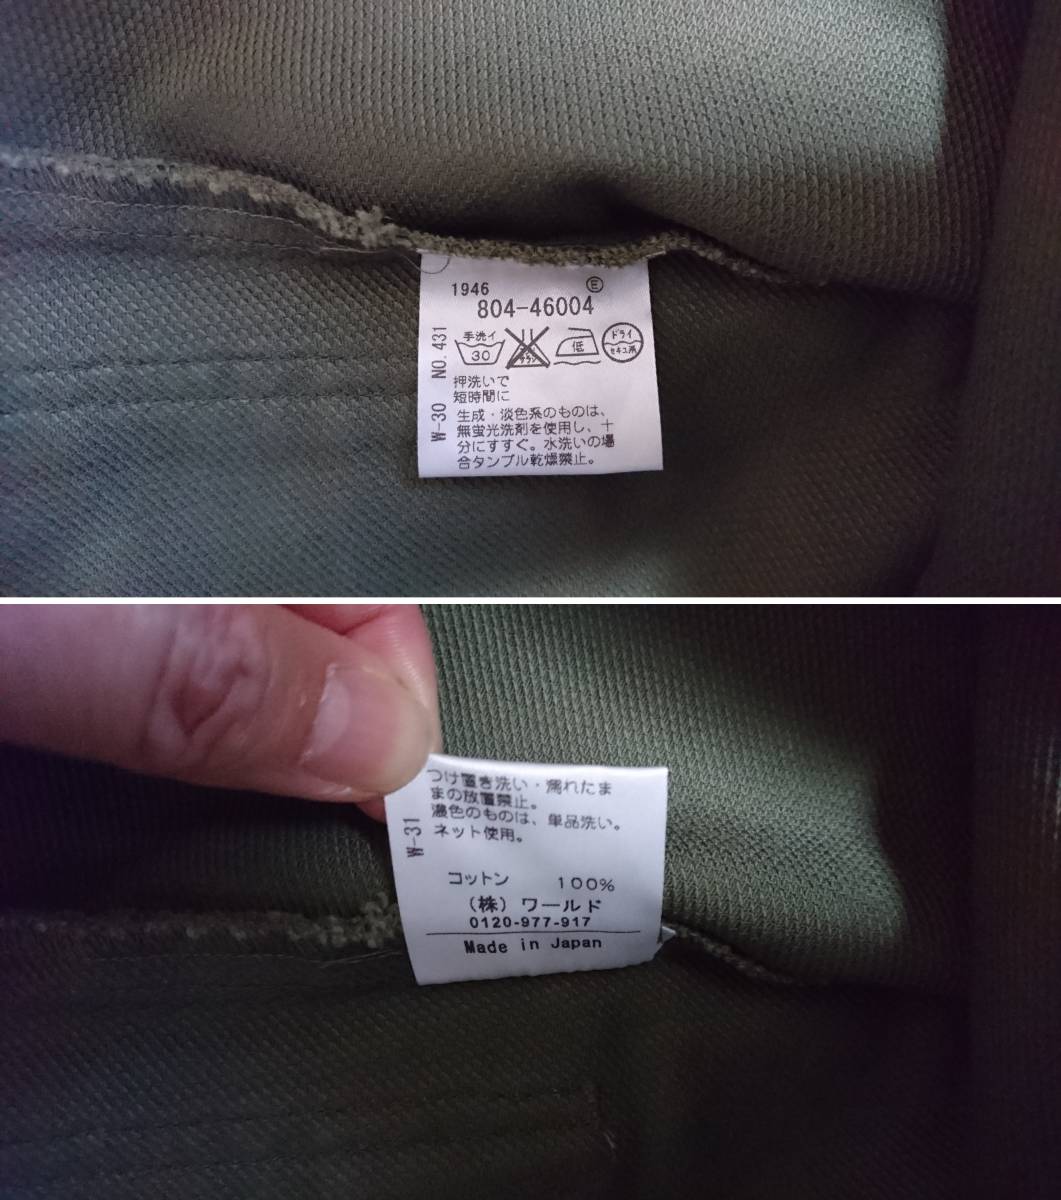 1946 Ⓔ
804-46004
W-30 NO.431
手洗イ
30
低
ドライ
セキユ系
押洗いで
短時間に
生成・淡色系のものは、
無蛍光洗剤を使用し、十
分にすすぐ。水洗いの場
合タンブル乾燥禁止。
つけ置き洗い・濡れたま
まの放置禁止。
濃色のものは、単品洗い。
ネット使用。
W-31
コットン 100%
(株)ワールド
0120-977-917
Made in Japan